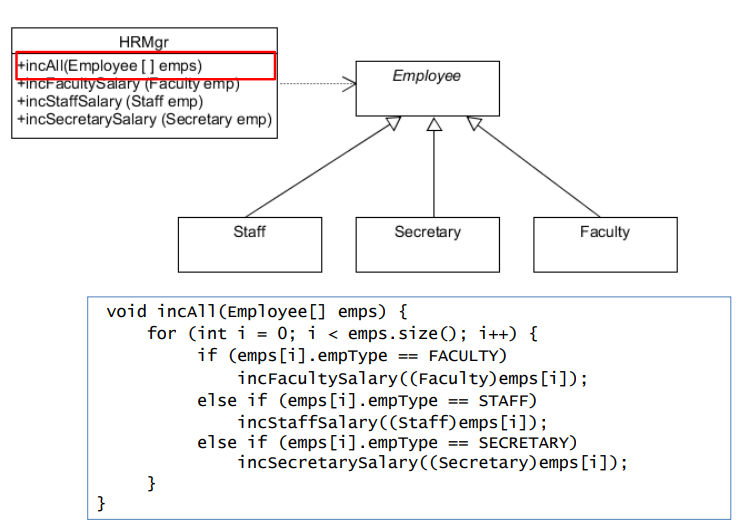 HRMgr
+incAll(Employee [ ] emps)
+incFacultySalary (Faculty emp)
+incStaffSalary (Staff emp)
+incSecretarySalary (Secretary emp)
Employee
Staff
Secretary
Faculty
void incAll(Employee[] emps) {
for (int i = 0; i < emps.size(); i++) {
if (emps[i].empType == FACULTY)
incFacultySalary((Faculty)emps[i]);
else if (emps[i].empType == STAFF)
incStaffSalary((Staff)emps[i]);
else if (emps[i].empType == SECRETARY)
incSecretarySalary((Secretary)emps[i]);
}
}